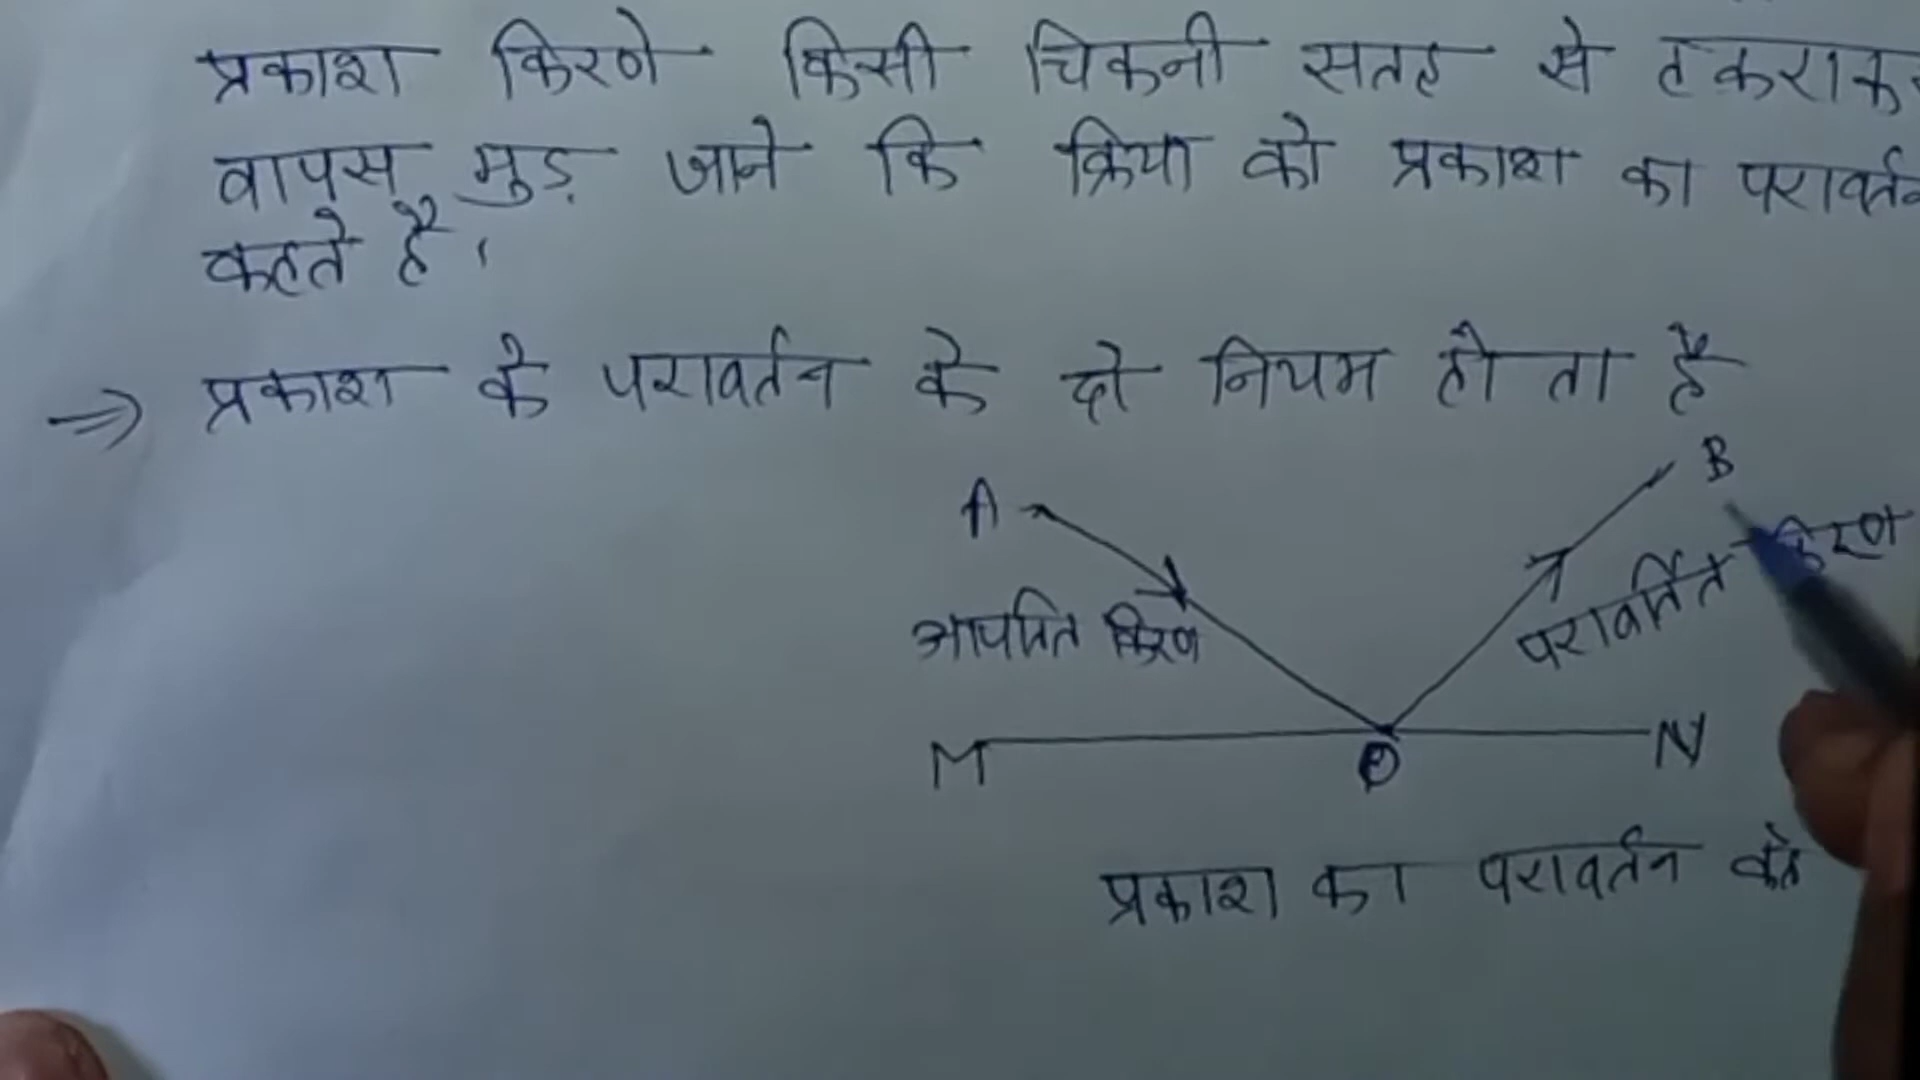 प्रकाश किरणे किसी चिकनी सतह से टकराकर
वापस मुड़ जाने कि क्रिया को प्रकाश का परावर्तन
कहते है।
⇒ प्रकाश के परावर्तन के दो नियम होता है
A
B
आपतित किरण
परावर्तित किरण
M
O
N
प्रकाश का परावर्तन